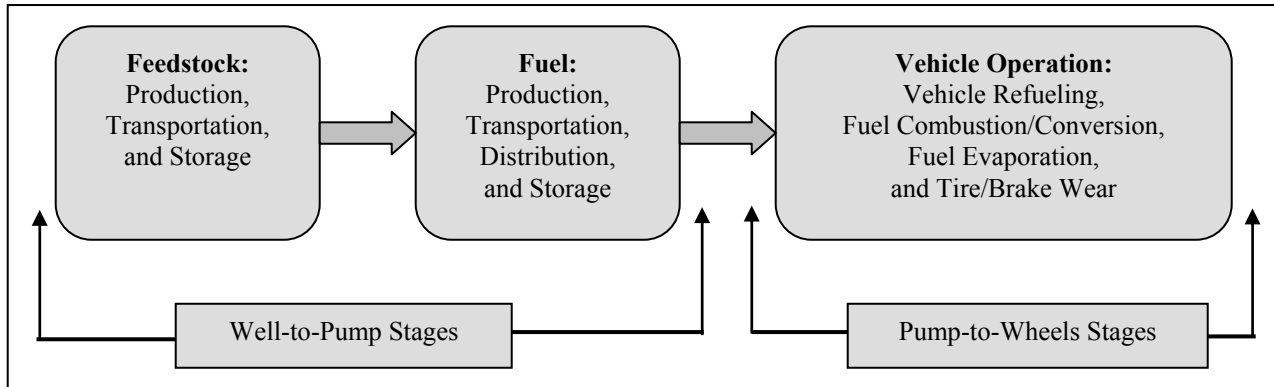 Feedstock:
Production,
Transportation,
and Storage
Fuel:
Production,
Transportation,
Distribution,
and Storage
Vehicle Operation:
Vehicle Refueling,
Fuel Combustion/Conversion,
Fuel Evaporation,
and Tire/Brake Wear
Well-to-Pump Stages
Pump-to-Wheels Stages